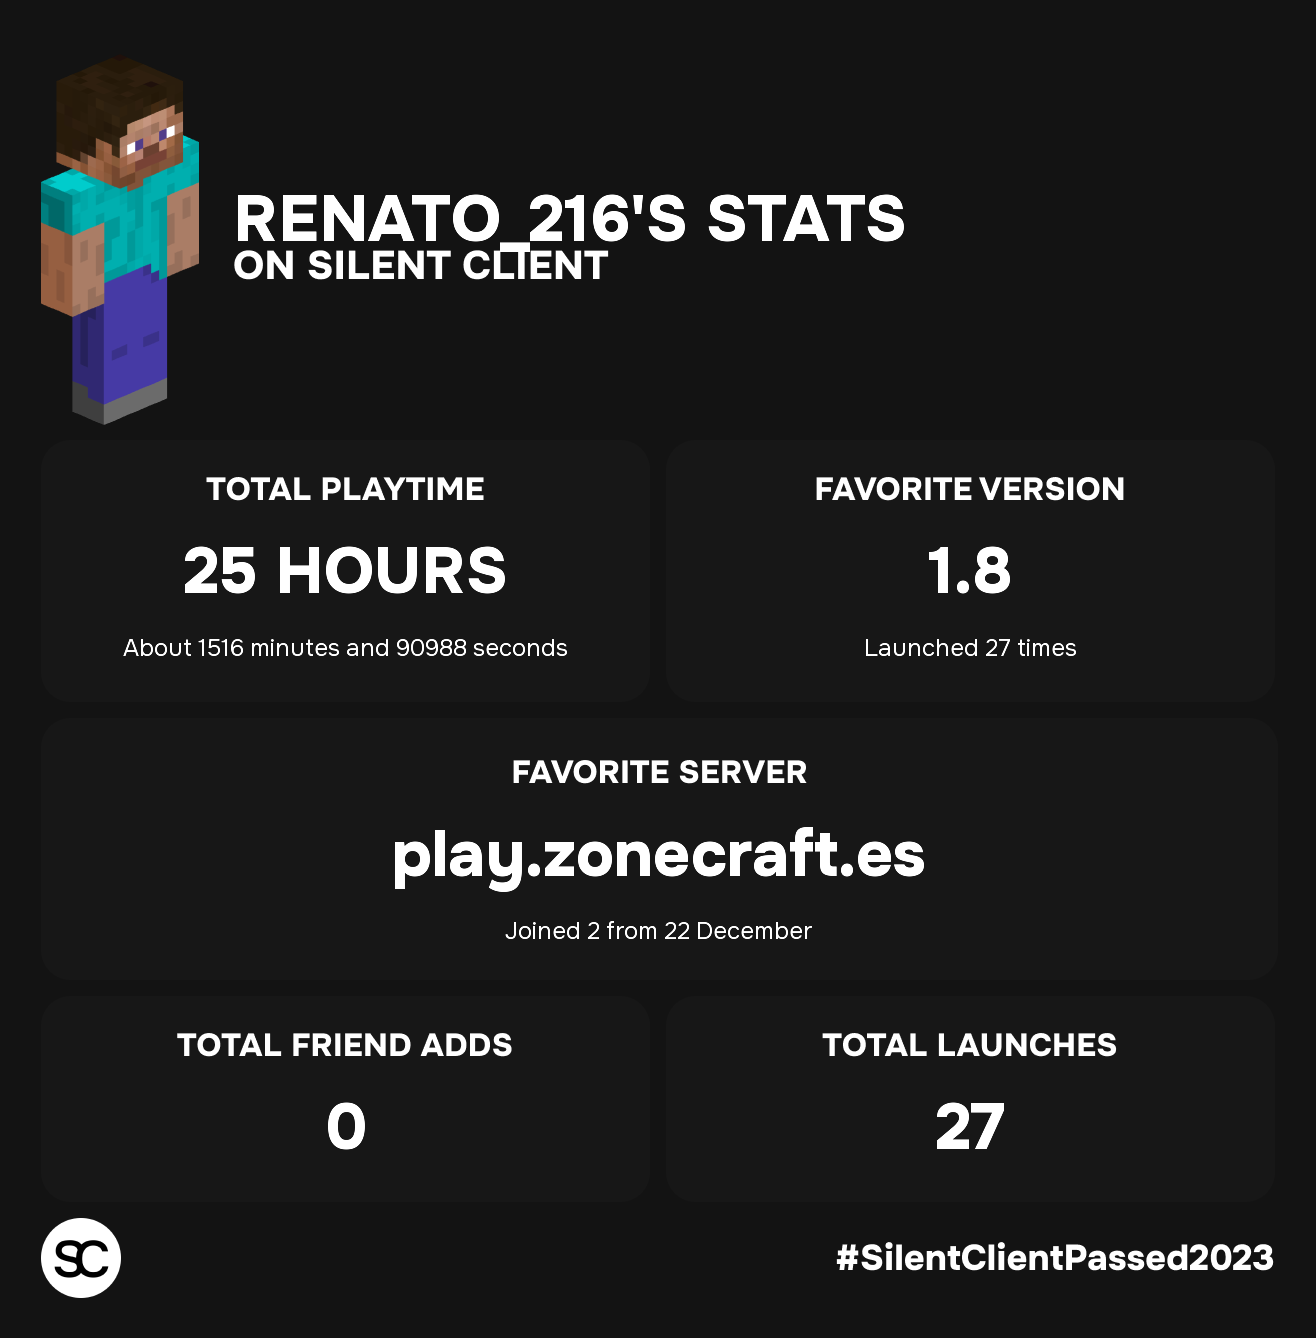 RENATO_216'S STATS
ON SILENT CLIENT
TOTAL PLAYTIME
25 HOURS
About 1516 minutes and 90988 seconds
FAVORITE VERSION
1.8
Launched 27 times
FAVORITE SERVER
play.zonecraft.es
Joined 2 from 22 December
TOTAL FRIEND ADDS
0
TOTAL LAUNCHES
27
SC
#SilentClientPassed2023